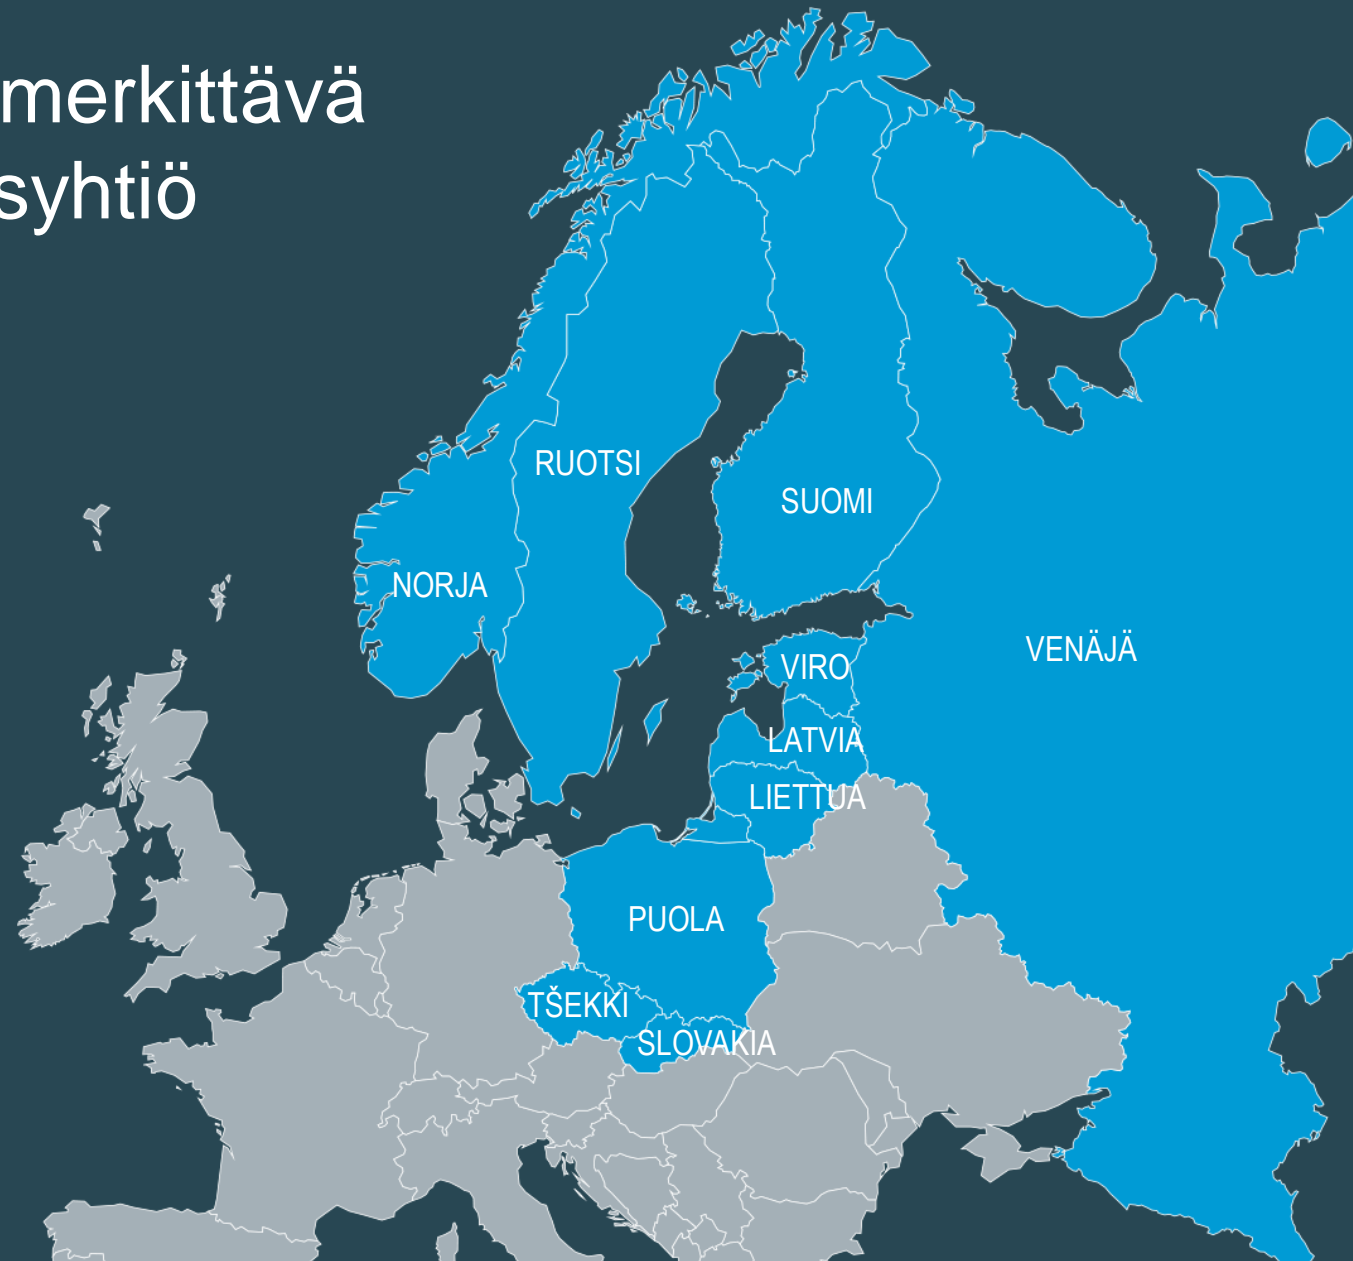 merkittävä
syhtiö
RUOTSI
SUOMI
NORJA
VENÄJÄ
VIRO
LATVIA
LIETTUA
PUOLA
TŠEKKI
SLOVAKIA